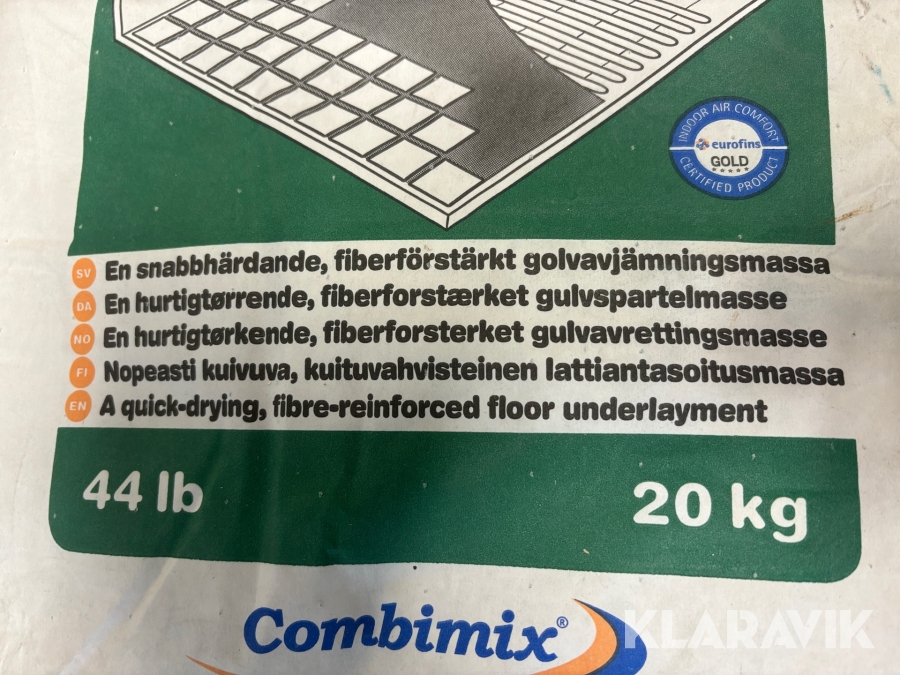 INDOOR AIR COMFORT
eurofins
GOLD
CERTIFIED PRODUCT
SV En snabbhärdande, fiberförstärkt golvavjämningsmassa
DA En hurtigtørrende, fiberforstærket gulvspartelmasse
NO En hurtigtørkende, fiberforsterket gulvavrettingsmasse
FI Nopeasti kuivuva, kuituvahvisteinen lattiantasoitusmassa
EN A quick-drying, fibre-reinforced floor underlayment
44 lb 20 kg
Combimix®
KLARAVIK